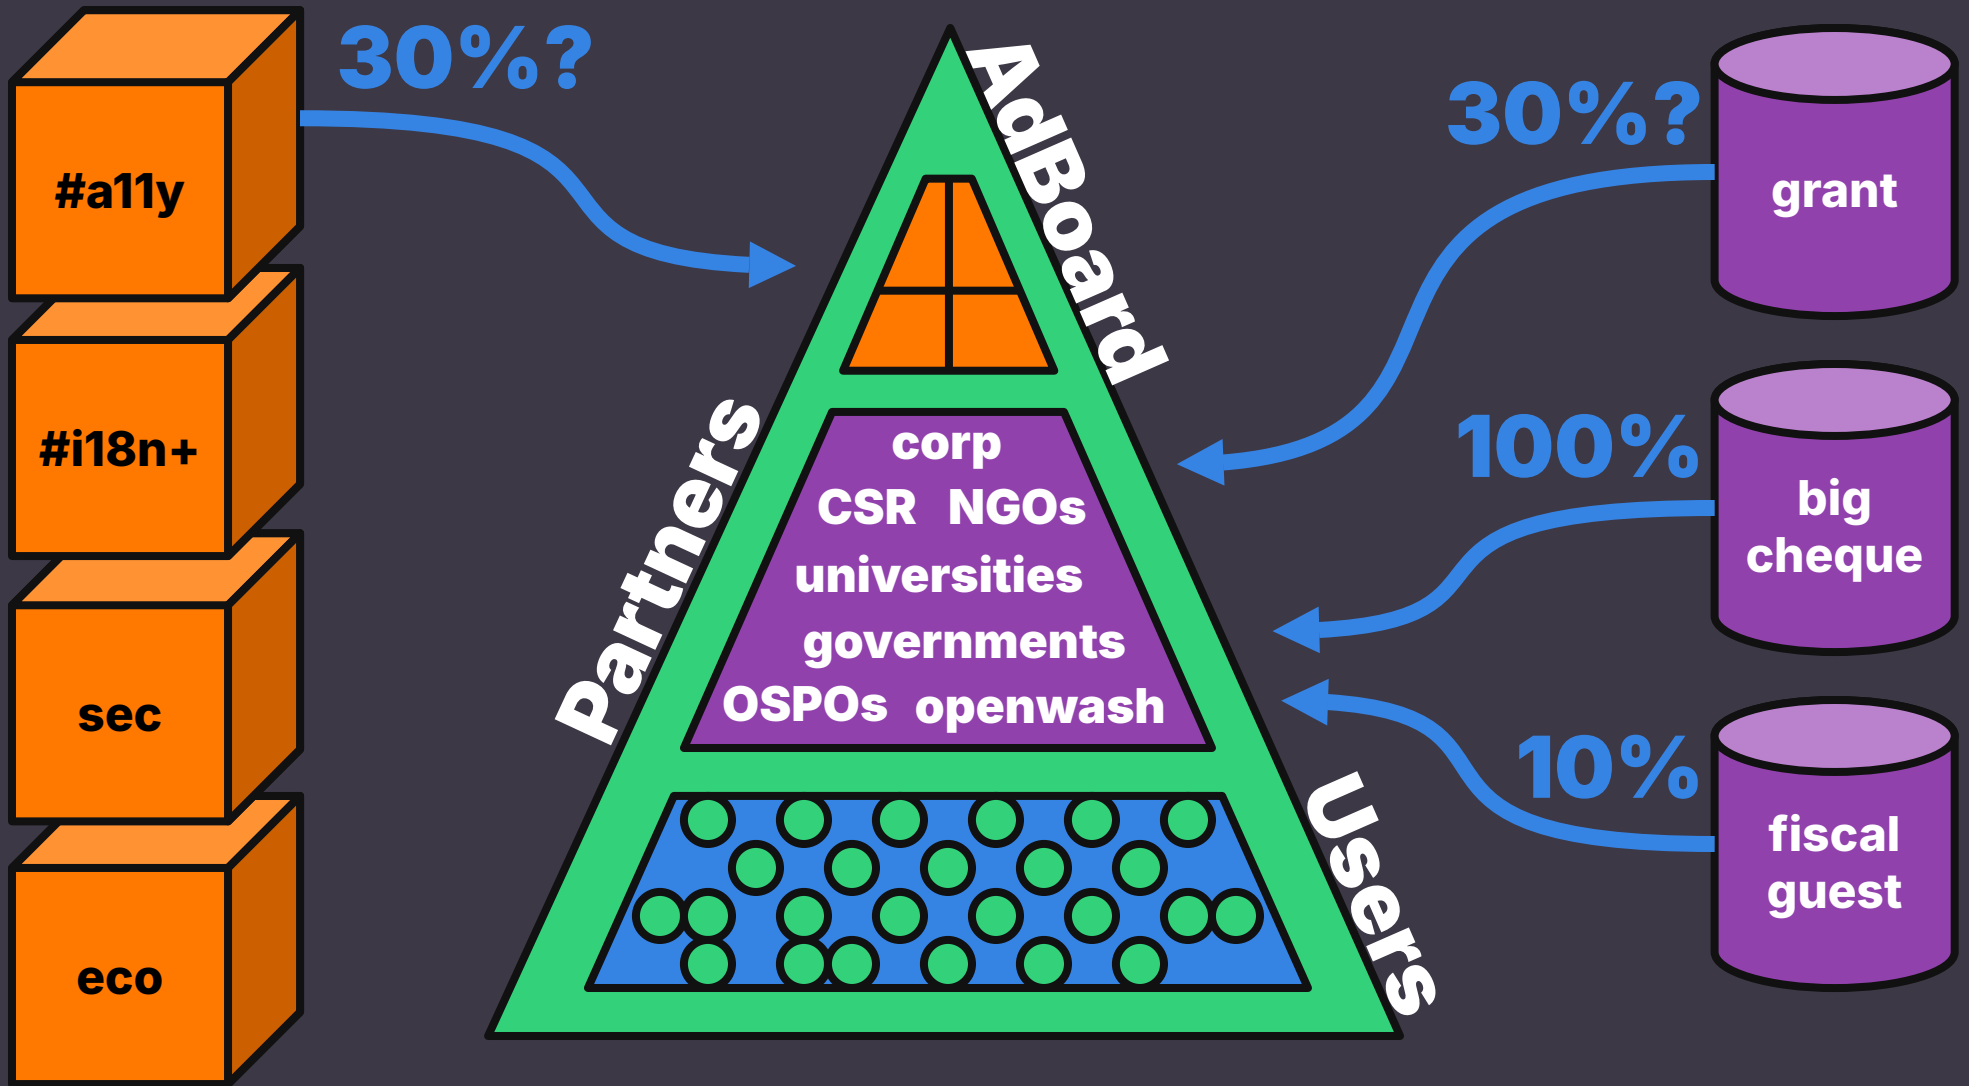 #a11y
#i18n+
sec
eco
30%?
AdBoard
Partners
corp
CSR NGOs
universities
governments
OSPOs openwash
Users
30%?
grant
100%
big
cheque
10%
fiscal
guest